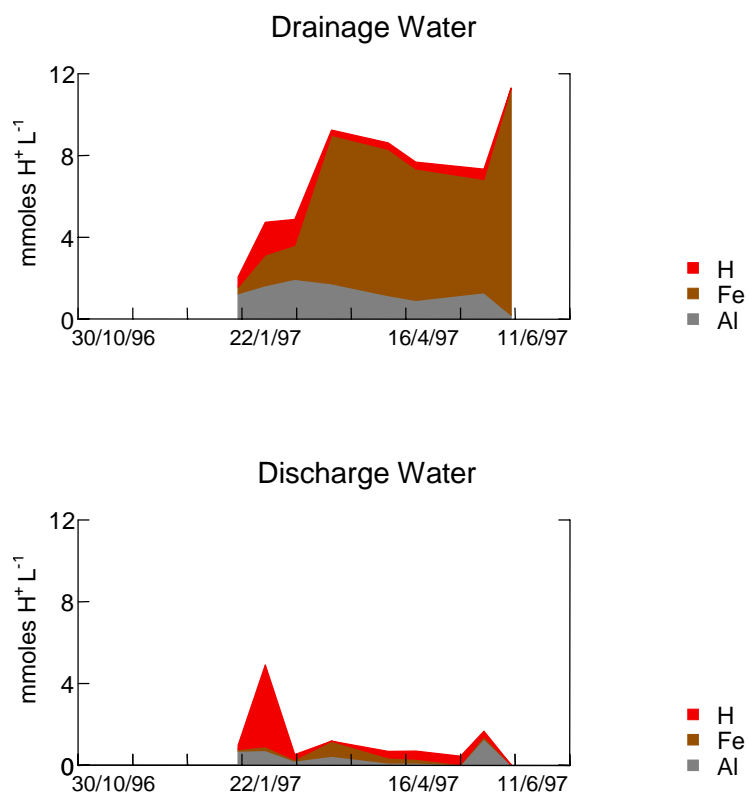 Drainage Water
12
8
4
0
mmoles H⁺ L⁻¹
30/10/96 22/1/97 16/4/97 11/6/97
H
Fe
Al
Discharge Water
12
8
4
0
mmoles H⁺ L⁻¹
30/10/96 22/1/97 16/4/97 11/6/97
H
Fe
Al